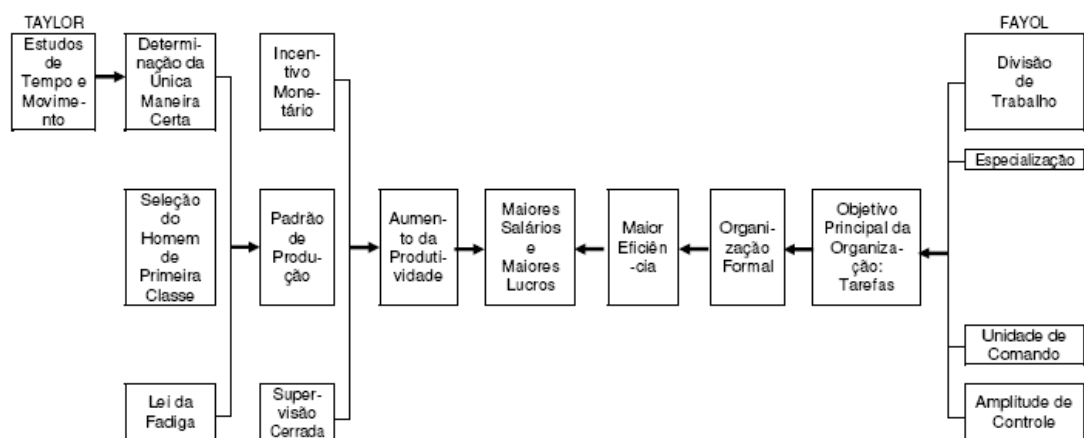 TAYLOR
Estudos
de
Tempo e
Movime-
nto
Determi-
nação da
Única
Maneira
Certa
Incen-
tivo
Mone-
tário
FAYOL
Divisão
de
Trabalho
Especialização
Seleção
do
Homem
de
Primeira
Classe
Padrão
de
Produ-
ção
Aumen-
to da
Produti-
vidade
Maiores
Salários
e
Maiores
Lucros
Maior
Eficiên
-cia
Organi-
zação
Formal
Objetivo
Principal da
Organiza-
ção:
Tarefas
Lei da
Fadiga
Super-
visão
Cerrada
Unidade de
Comando
Amplitude de
Controle